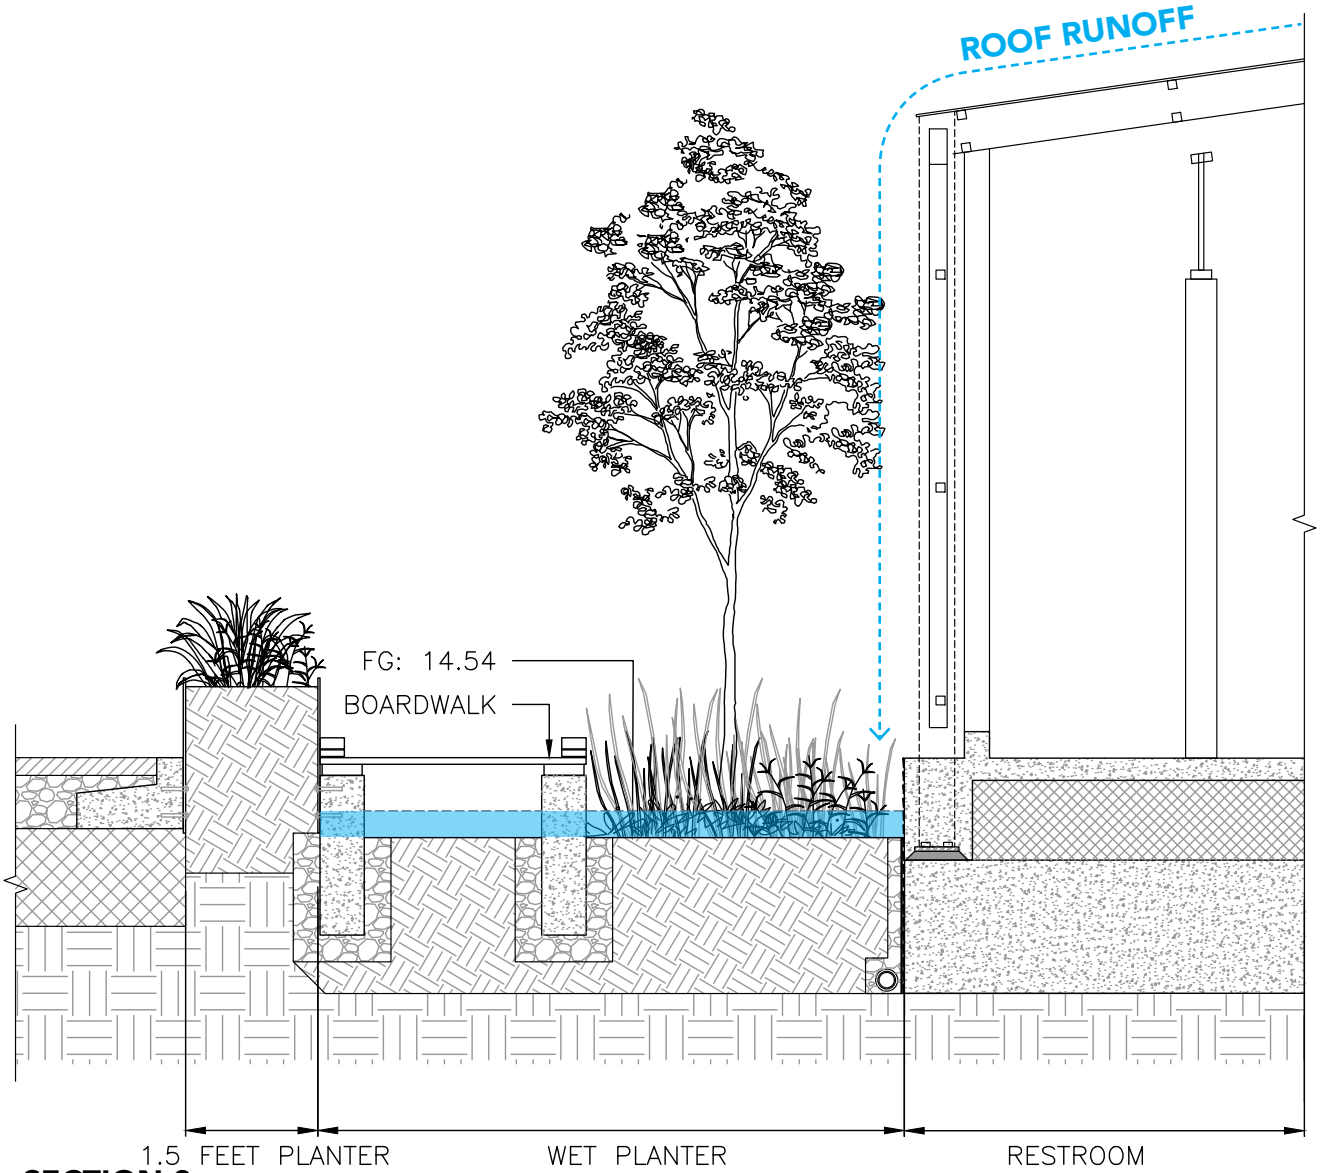 ROOF RUNOFF
FG: 14.54
BOARDWALK
1.5 FEET PLANTER
WET PLANTER
RESTROOM